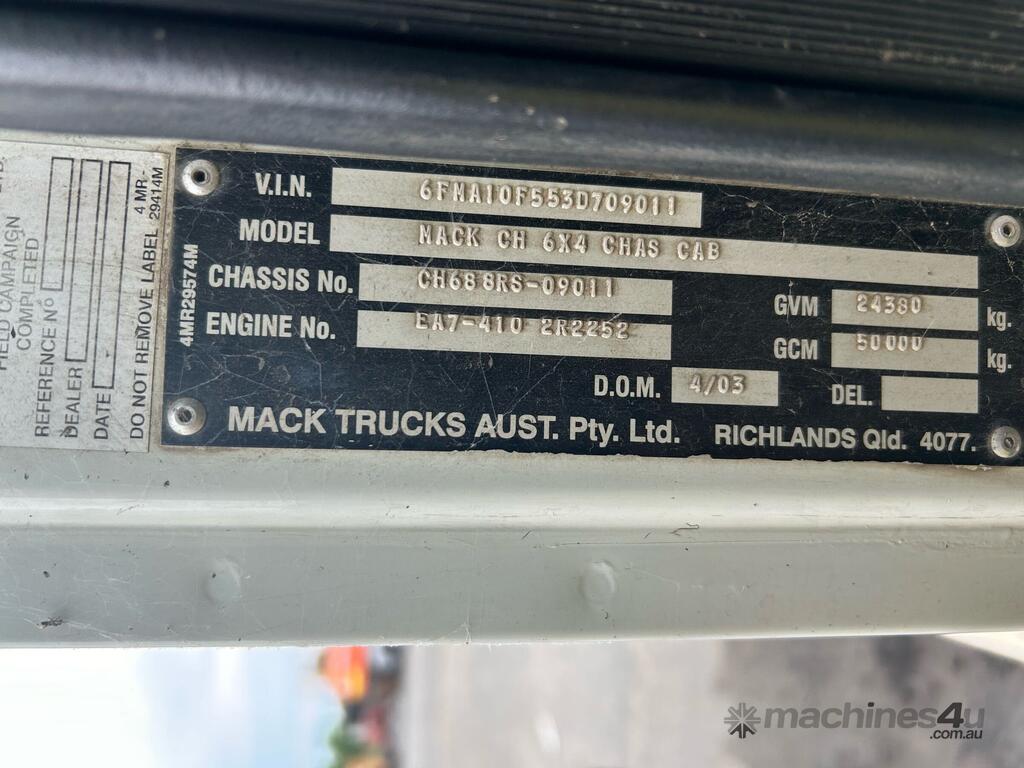 V.I.N. 6FMA10F553D709011
MODEL MACK CH 6X4 CHAS CAB
CHASSIS No. CH688RS-09011
GVM 24380 kg.
ENGINE No. EA7-410 2R2252
GCM 50000 kg.
D.O.M. 4/03 DEL.
MACK TRUCKS AUST. Pty. Ltd. RICHLANDS Qld. 4077.
4MR29574M
FIELD CAMPAIGN
COMPLETED
REFERENCE No
DEALER
DATE
DO NOT REMOVE LABEL
4 MR-
29414M
machines4u
.com.au